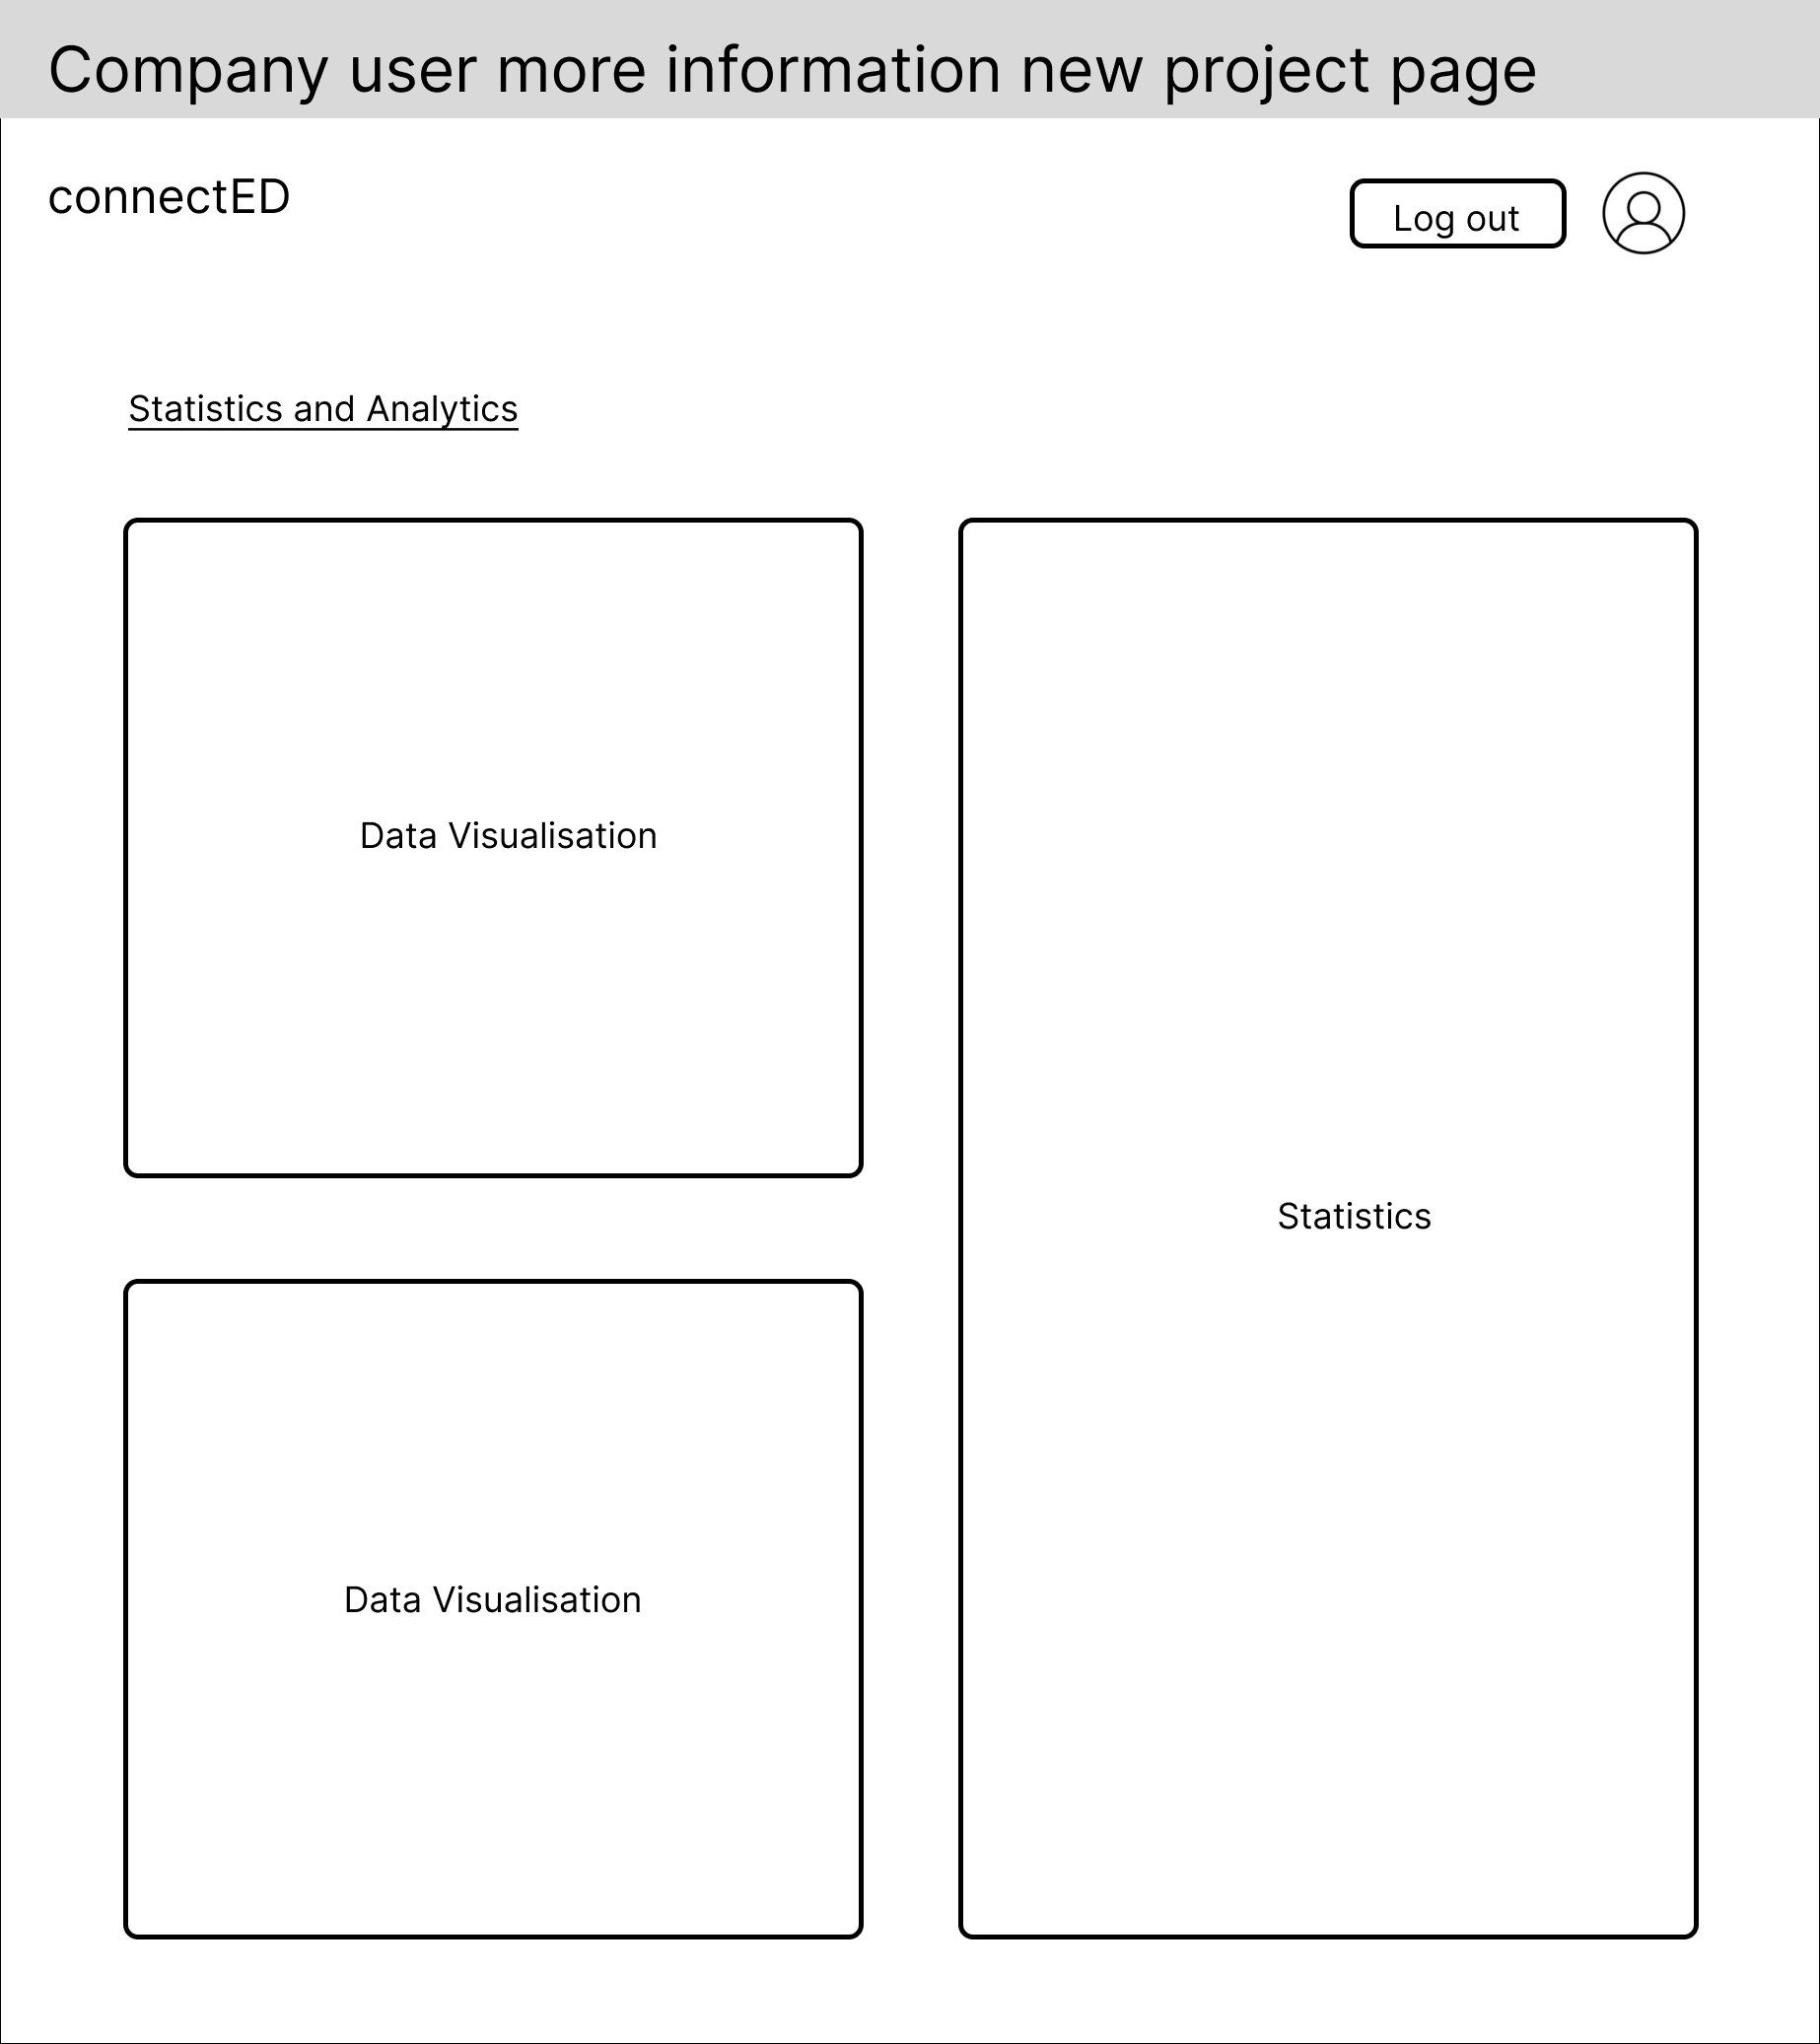 Company user more information new project page
connectED
Log out
Statistics and Analytics
Data Visualisation
Statistics
Data Visualisation